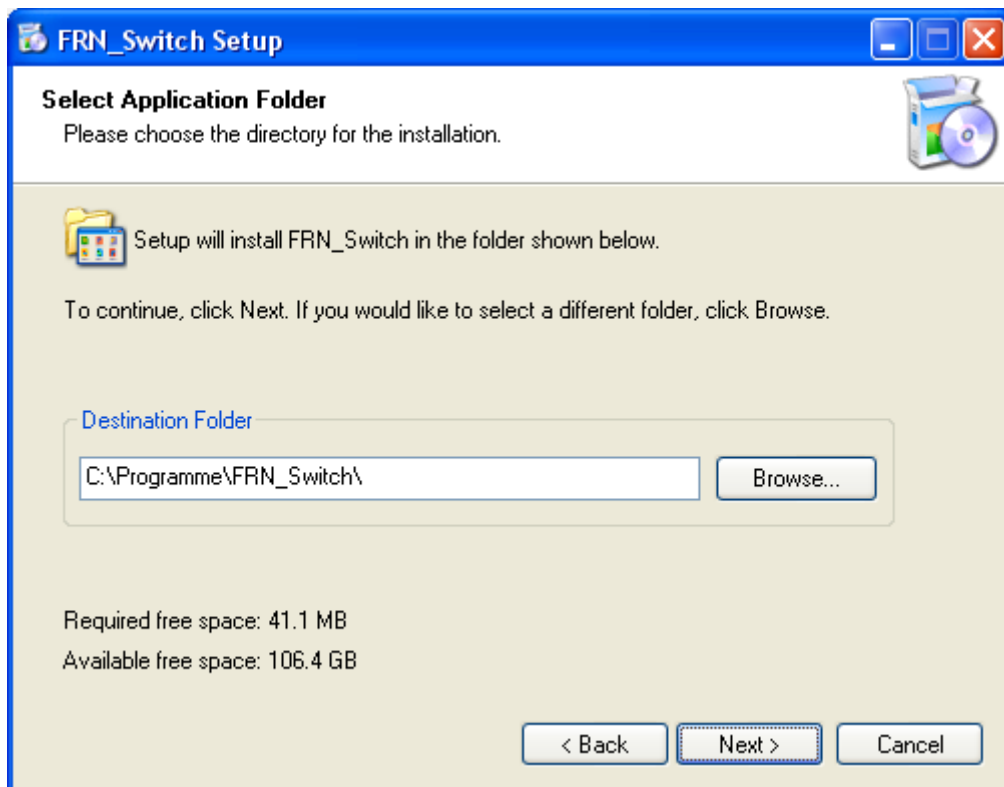 FRN_Switch Setup
Select Application Folder
Please choose the directory for the installation.
Setup will install FRN_Switch in the folder shown below.
To continue, click Next. If you would like to select a different folder, click Browse.
Destination Folder
C:\Programme\FRN_Switch\
Browse...
Required free space: 41.1 MB
Available free space: 106.4 GB
< Back
Next >
Cancel